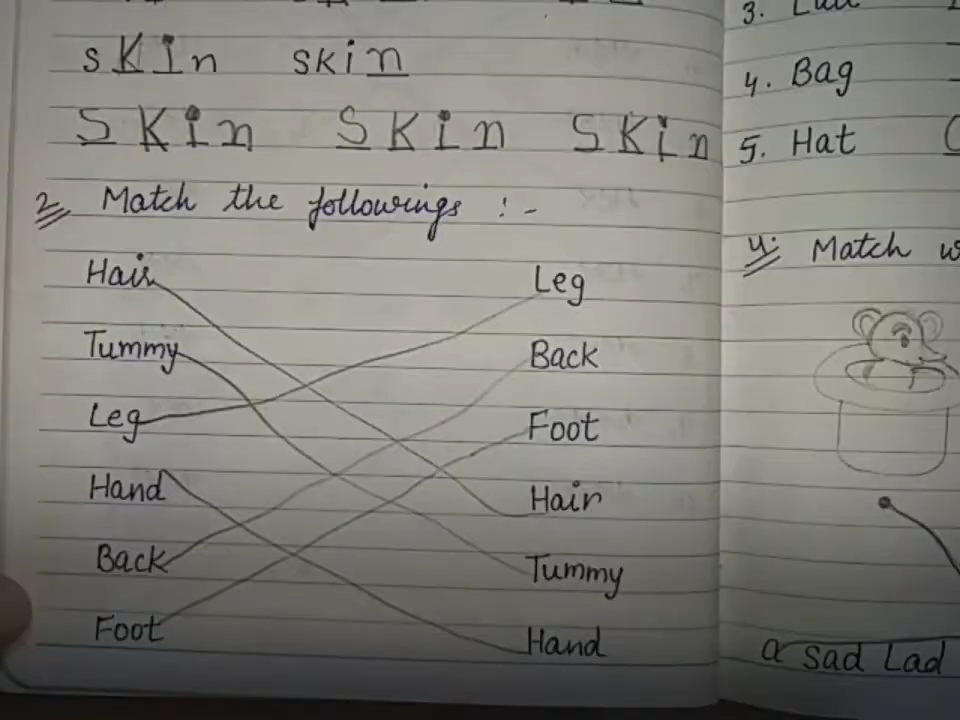 sKIn skin
SKin SKin SKin
2. Match the followings :-
Hair Leg
Tummy Back
Leg Foot
Hand Hair
Back Tummy
Foot Hand
3.
4. Bag
5. Hat
4. Match
a Sad Lad